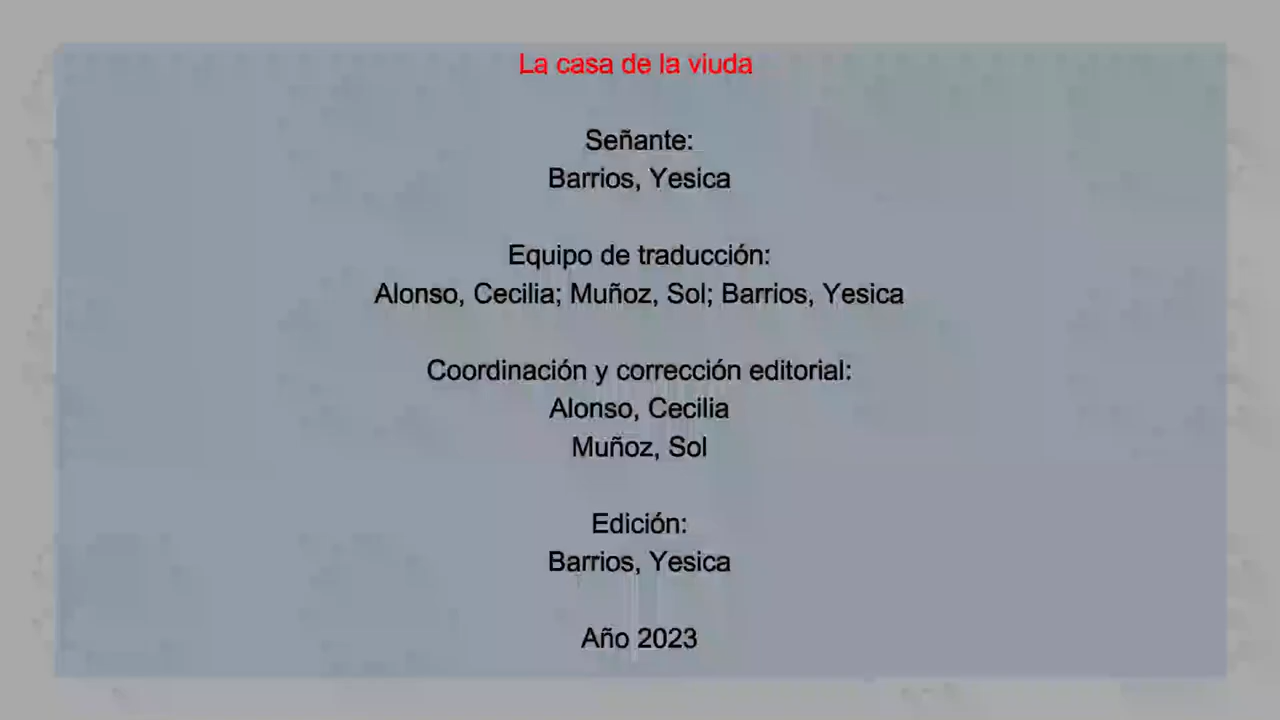 La casa de la viuda
Señante:
Barrios, Yesica
Equipo de traducción:
Alonso, Cecilia; Muñoz, Sol; Barrios, Yesica
Coordinación y corrección editorial:
Alonso, Cecilia
Muñoz, Sol
Edición:
Barrios, Yesica
Año 2023